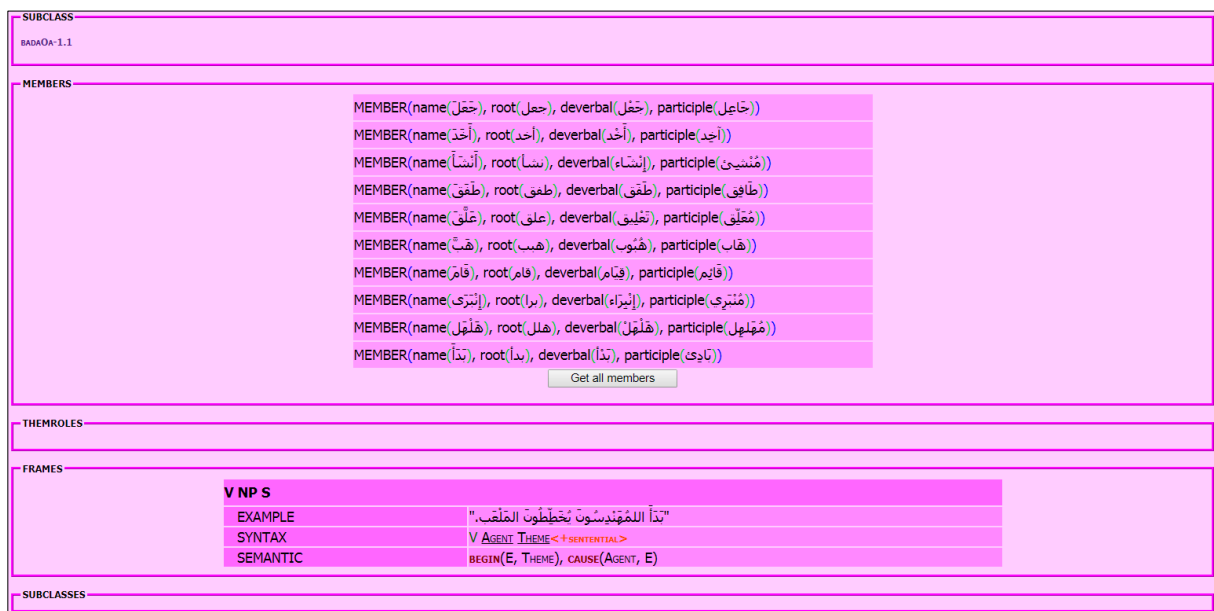 SUBCLASS
BADAOA-1.1
MEMBERS
MEMBER(name(جَعَلَ), root(جعل), deverbal(جَعْل), participle(جَاعِل))
MEMBER(name(أَخَدَ), root(أخد), deverbal(أَخْد), participle(آخِد))
MEMBER(name(أَنْشَأَ), root(نشأ), deverbal(إِنْشَاء), participle(مُنْشِئ))
MEMBER(name(طَفَقَ), root(طفق), deverbal(طَفَق), participle(طَافِق))
MEMBER(name(عَلَّقَ), root(علق), deverbal(تَعْلِيق), participle(مُعَلِّق))
MEMBER(name(هَبَّ), root(هبب), deverbal(هُبُوب), participle(هَاب))
MEMBER(name(قَامَ), root(قام), deverbal(قِيَام), participle(قَائِم))
MEMBER(name(إِنْبَرَى), root(برا), deverbal(إِنْبِرَاء), participle(مُنْبَرِي))
MEMBER(name(هَلْهَل), root(هلل), deverbal(هَلْهَلْ), participle(مُهَلهِل))
MEMBER(name(بَدَأَ), root(بدأ), deverbal(بَدْأ), participle(بَادِئ))
Get all members
THEMROLES
FRAMES
V NP S
EXAMPLE "بَدَأَ اللمُهَنْدِسُونَ يُخَطِّطُونَ المَلْعَب."
SYNTAX V AGENT THEME<+SENTENTIAL>
SEMANTIC BEGIN(E, THEME), CAUSE(AGENT, E)
SUBCLASSES